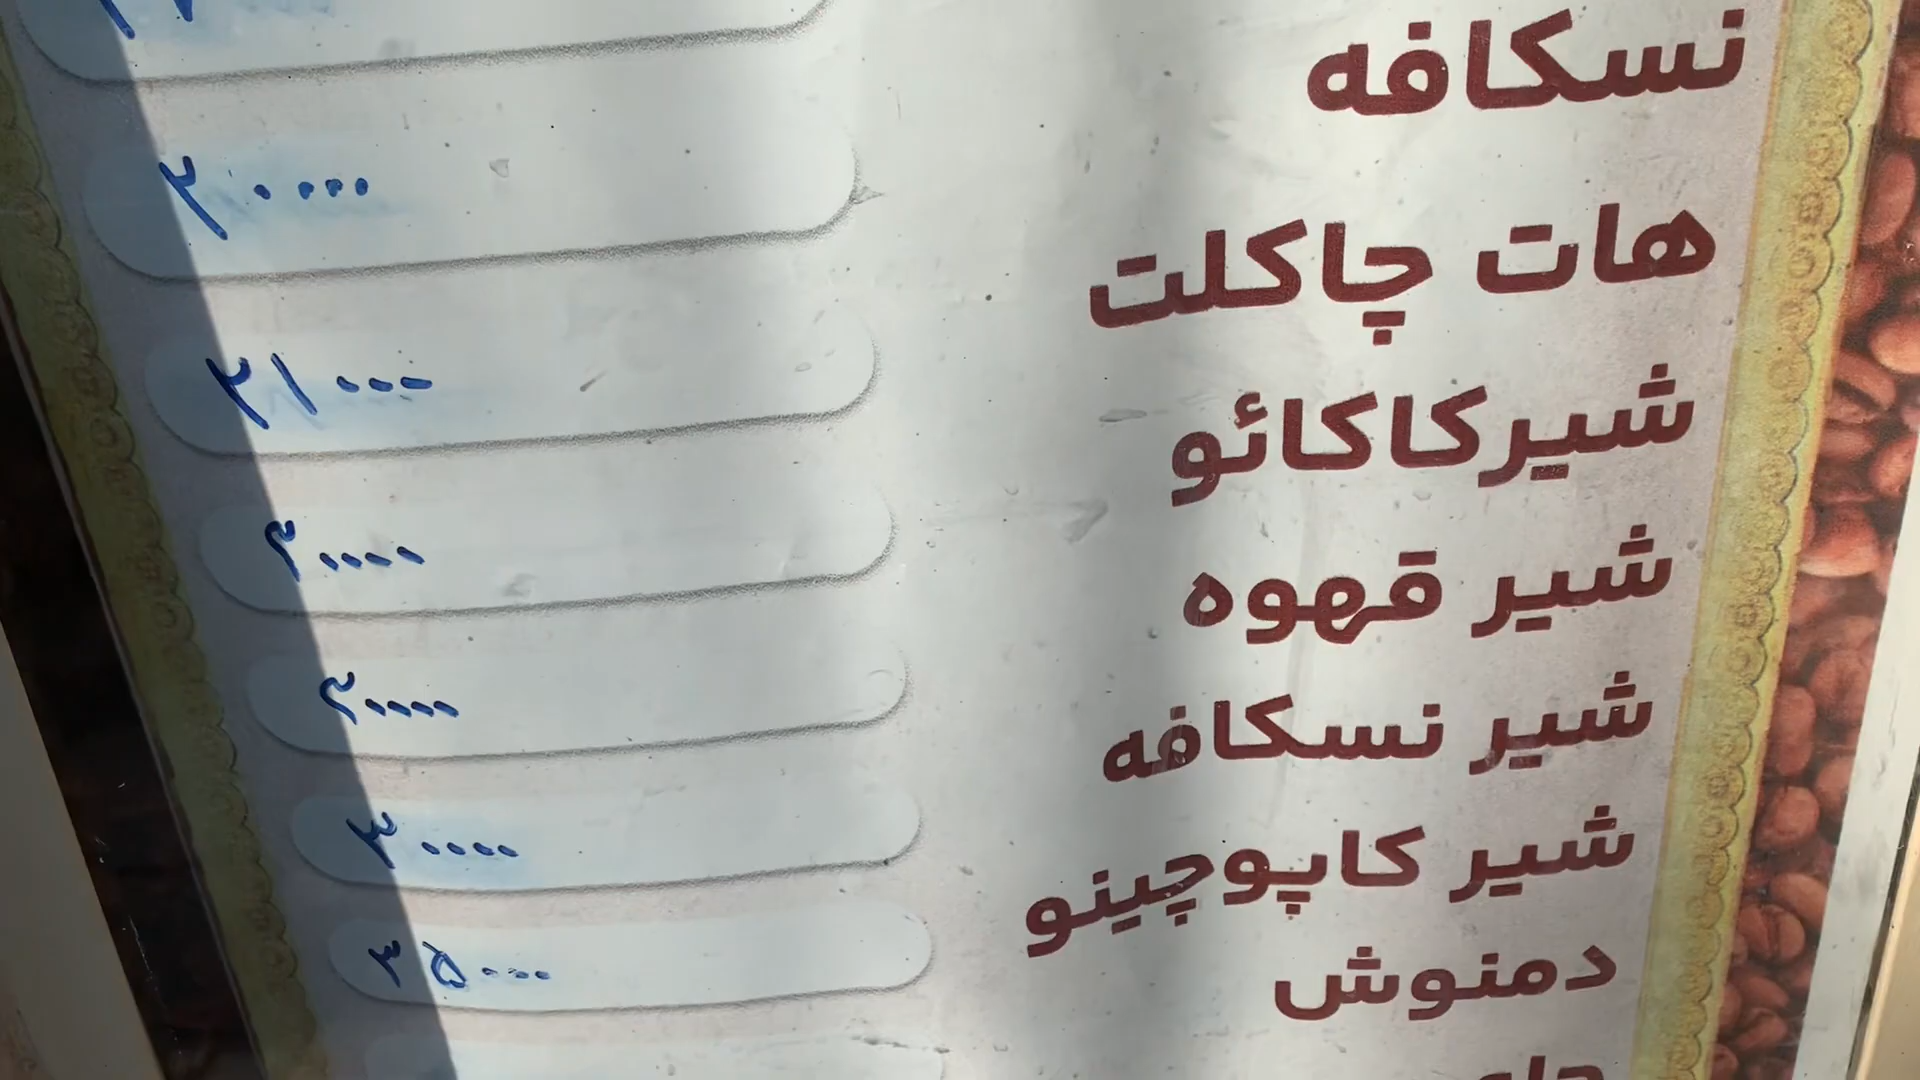 نسکافه ۲۰۰۰۰
هات چاکلت ۲۱۰۰۰
شیرکاکائو ۲۰۰۰۰
شیر قهوه ۲۰۰۰۰
شیر نسکافه ۳۰۰۰۰
شیر کاپوچینو ۳۵۰۰۰
دمنوش